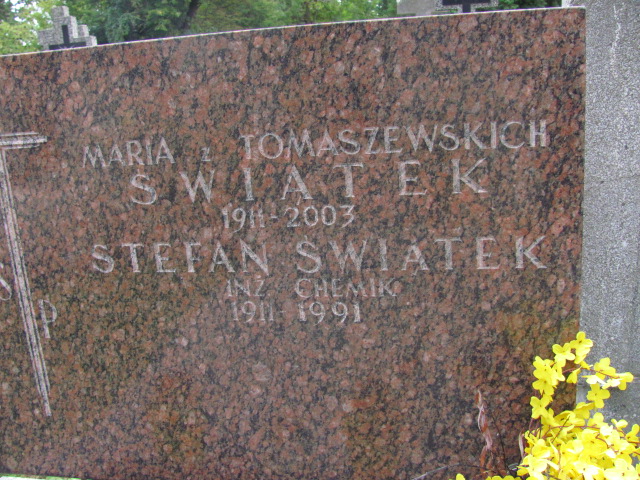 MARIA z TOMASZEWSKICH
ŚWIĄTEK
1911-2003
STEFAN ŚWIĄTEK
INŻ. CHEMIK
1911-1991
Ś
P